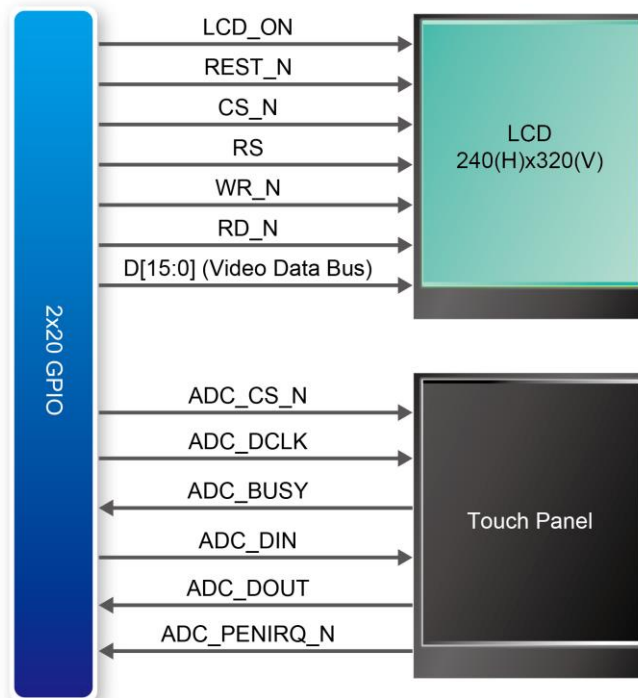 LCD_ON
REST_N
CS_N
RS
WR_N
RD_N
D[15:0] (Video Data Bus)
LCD
240(H)x320(V)
2x20 GPIO
ADC_CS_N
ADC_DCLK
ADC_BUSY
ADC_DIN
ADC_DOUT
ADC_PENIRQ_N
Touch Panel